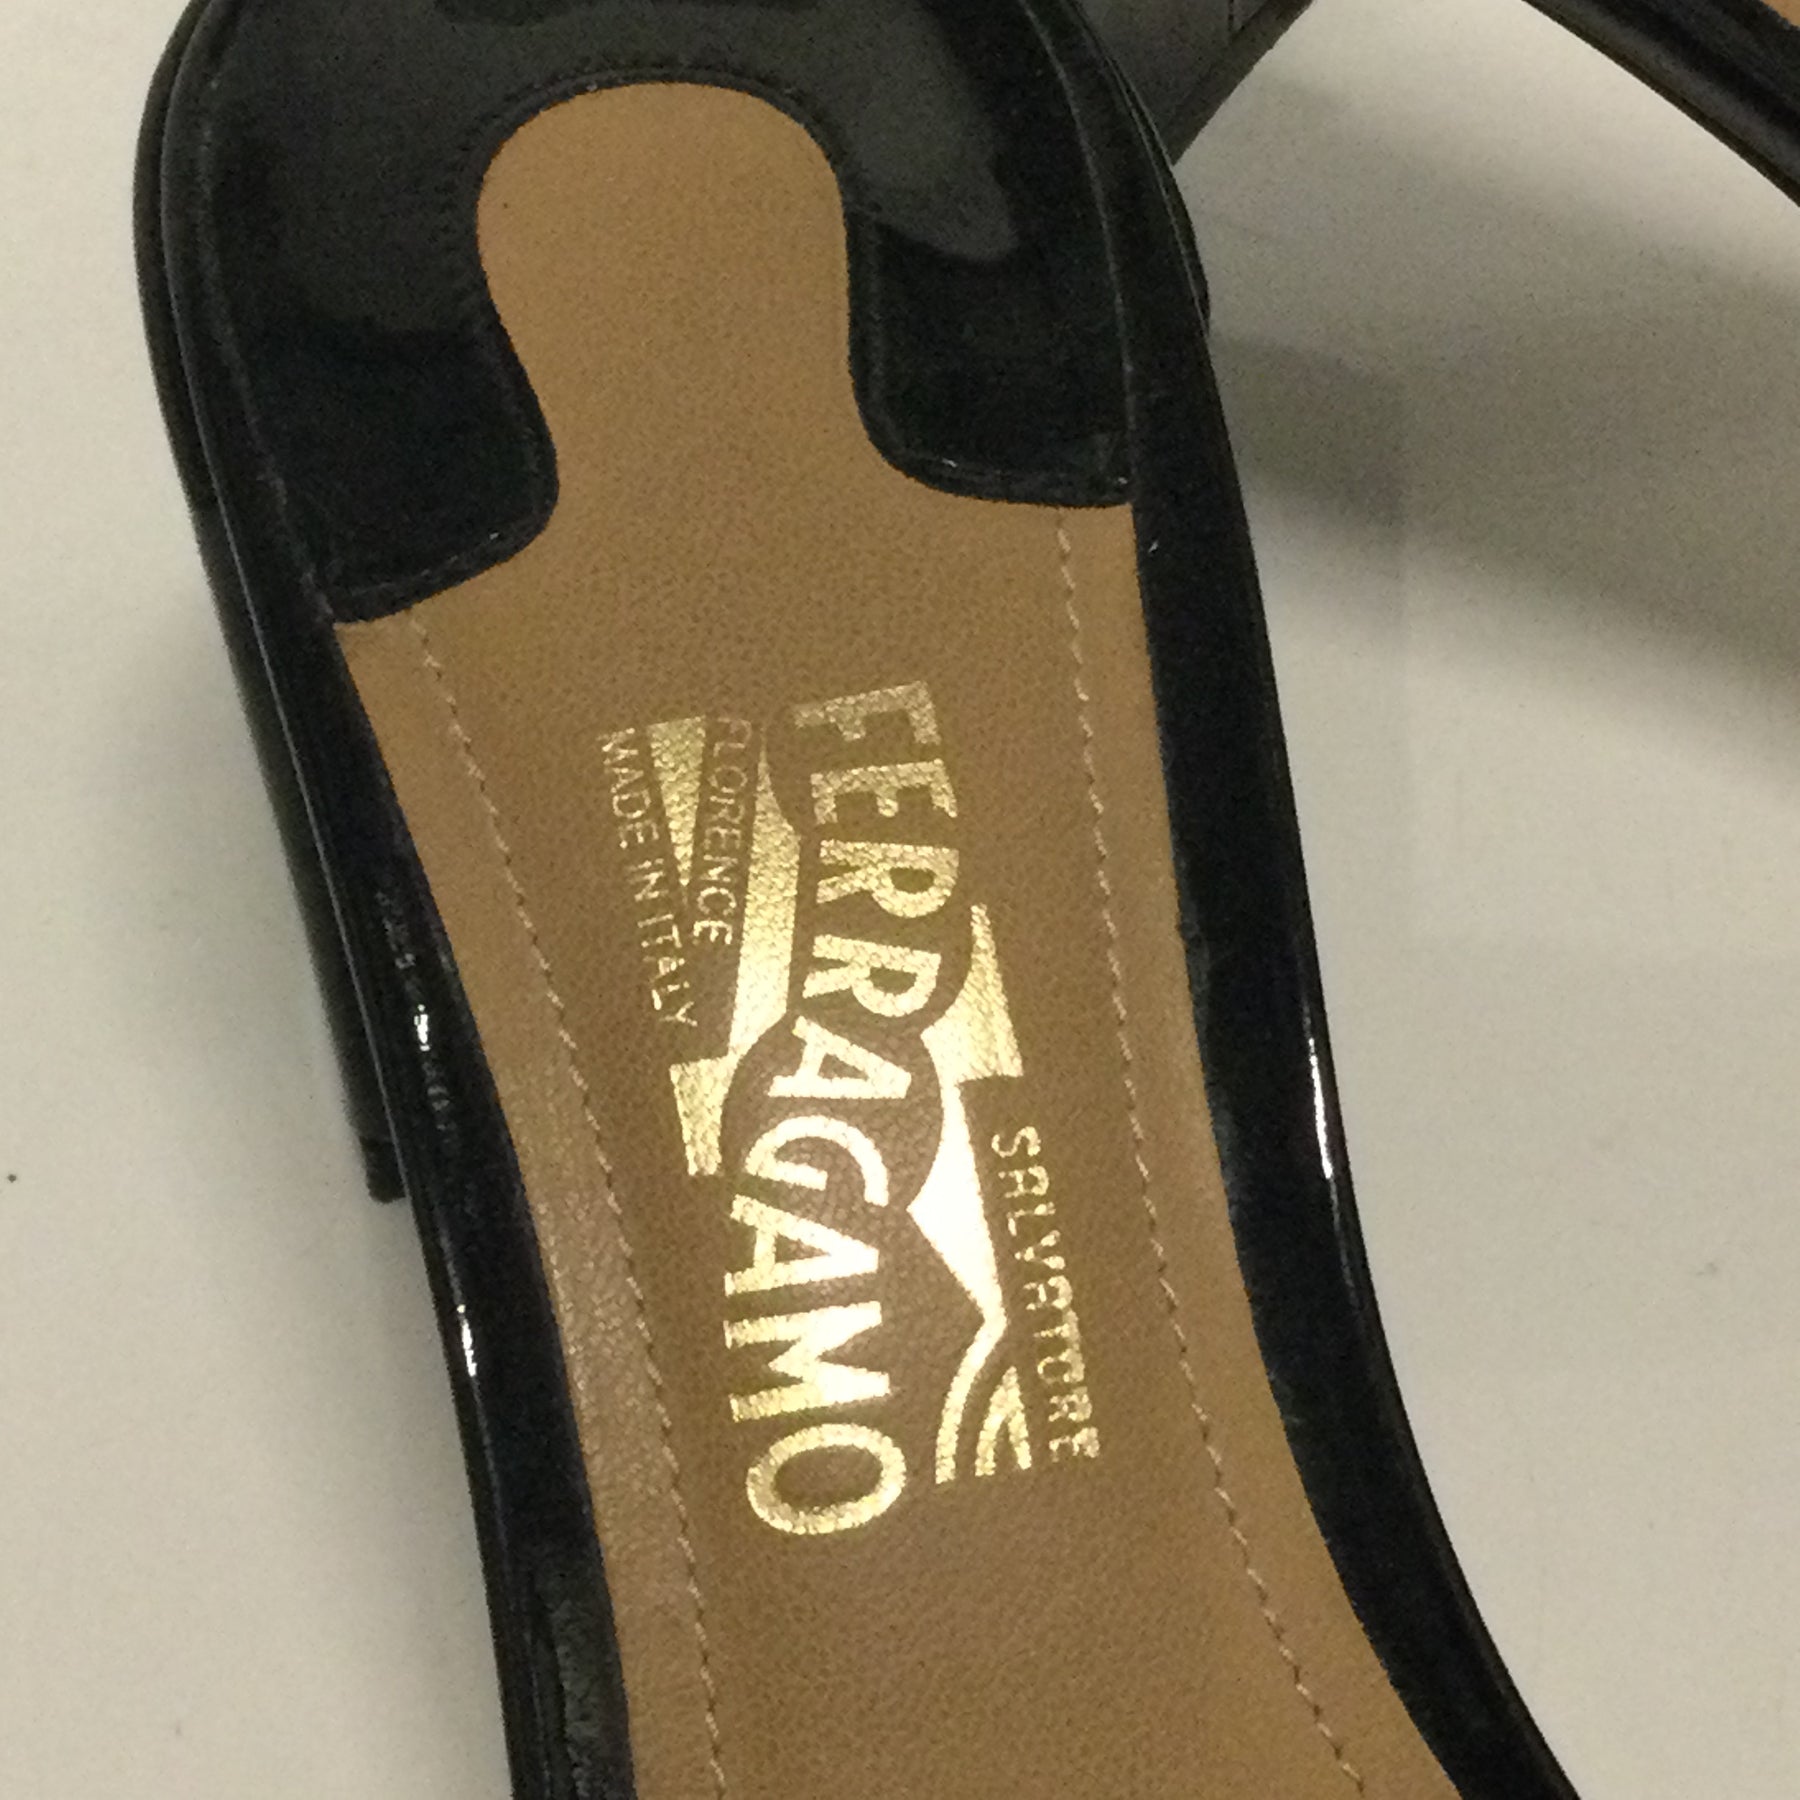 SALVATORE
FERRAGAMO
FLORENCE
MADE IN ITALY